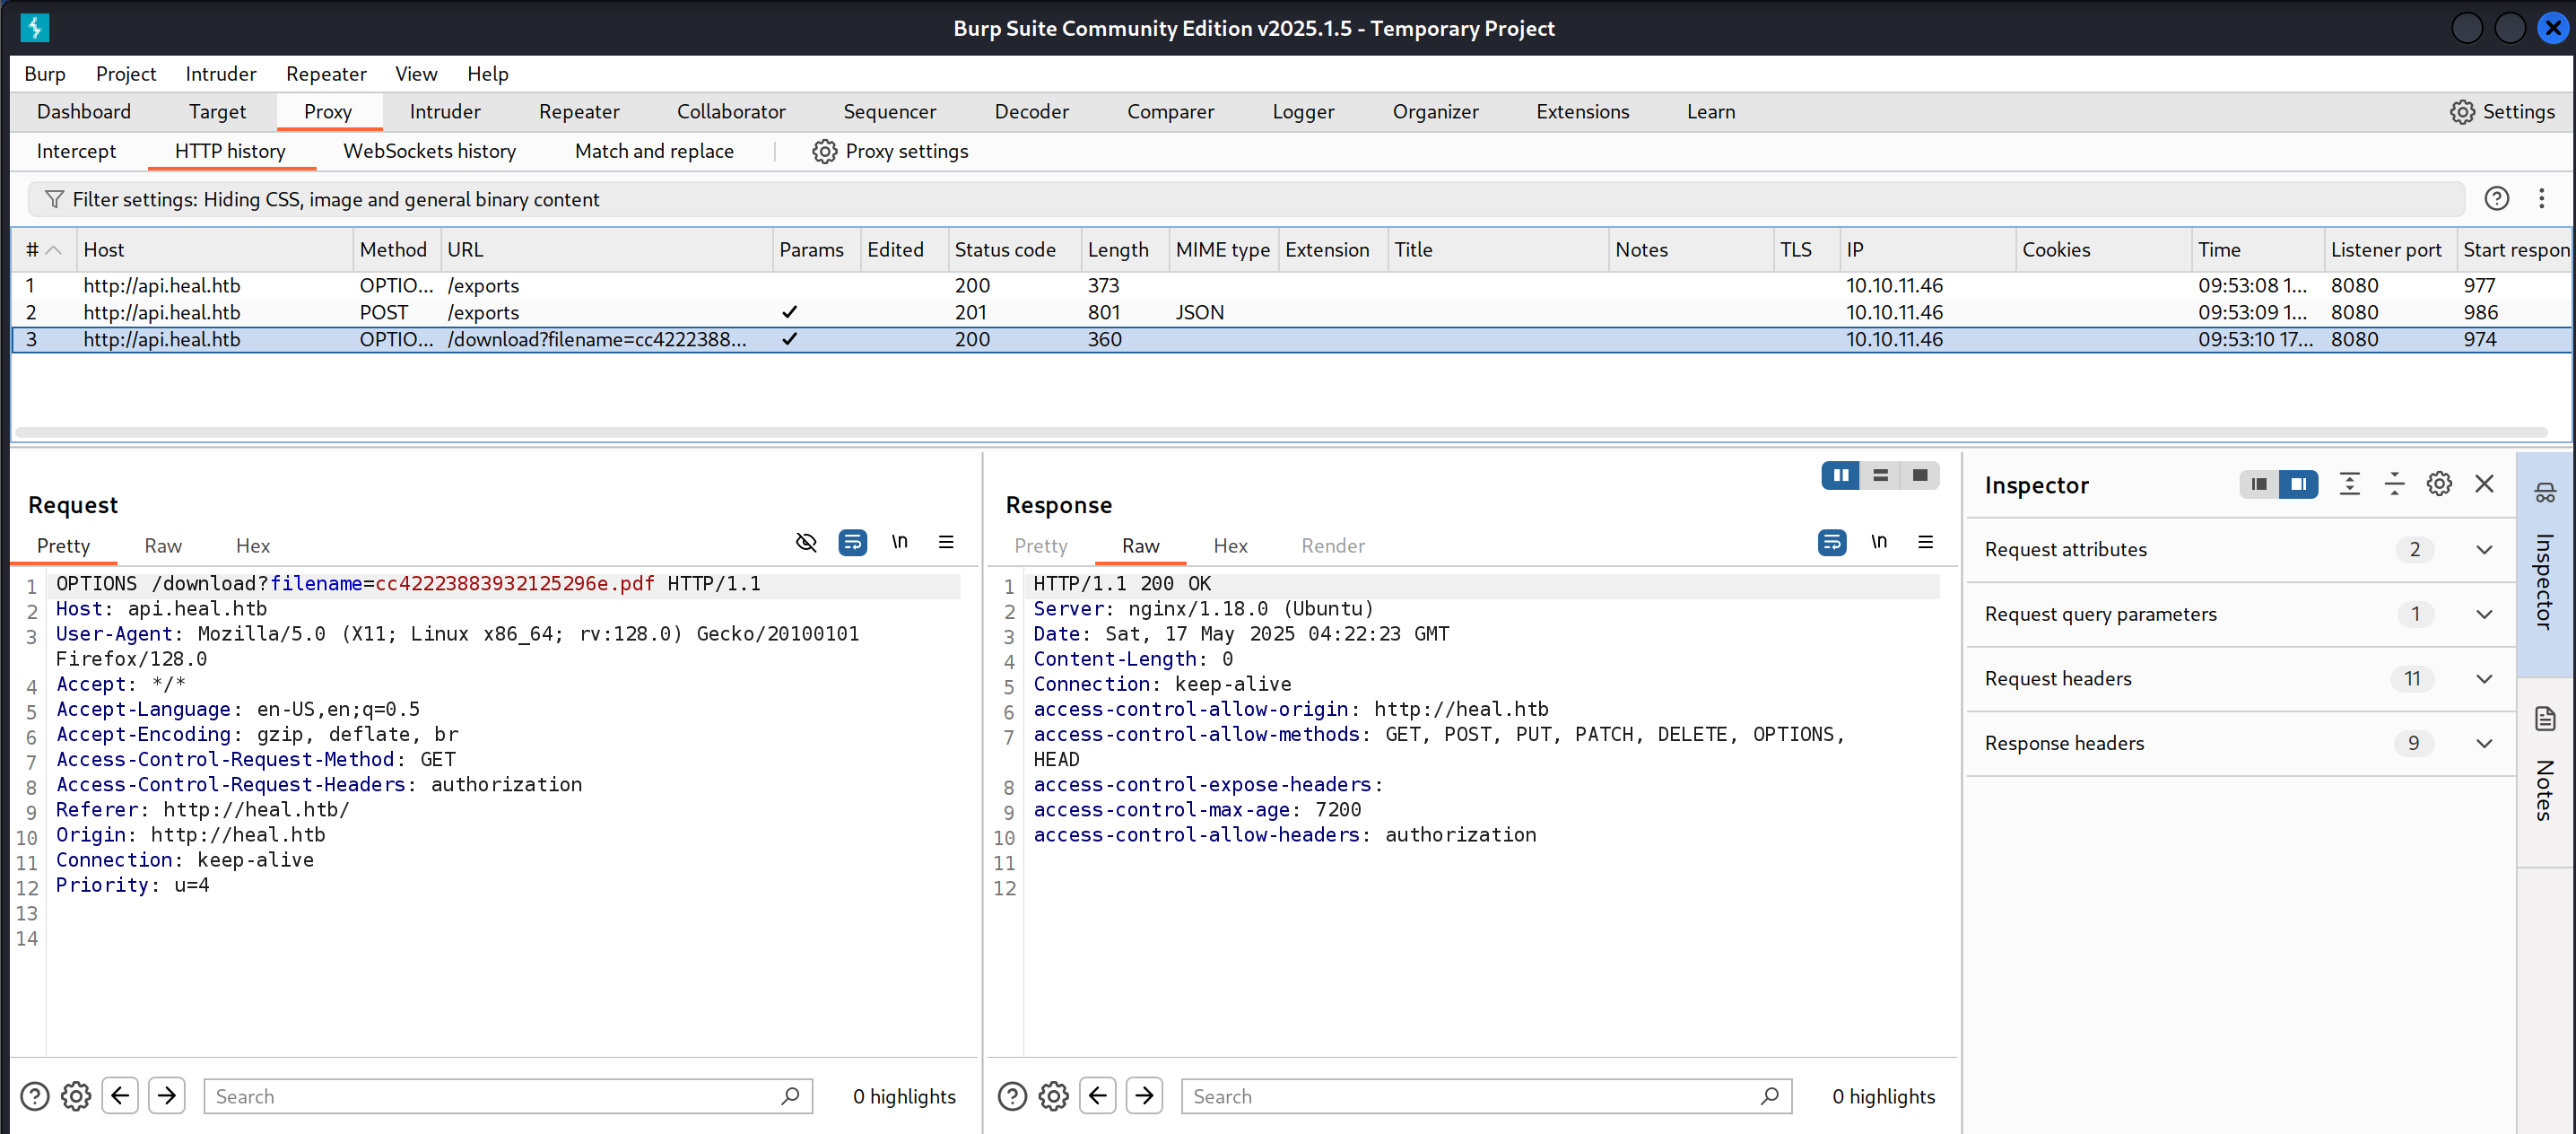 Burp Suite Community Edition v2025.1.5 - Temporary Project
Burp Project Intruder Repeater View Help
Dashboard Target Proxy Intruder Repeater Collaborator Sequencer Decoder Comparer Logger Organizer Extensions Learn Settings
Intercept HTTP history WebSockets history Match and replace Proxy settings
Filter settings: Hiding CSS, image and general binary content
# Host Method URL Params Edited Status code Length MIME type Extension Title Notes TLS IP Cookies Time Listener port Start respon
1 http://api.heal.htb OPTIO... /exports 200 373 10.10.11.46 09:53:08 1... 8080 977
2 http://api.heal.htb POST /exports ✓ 201 801 JSON 10.10.11.46 09:53:09 1... 8080 986
3 http://api.heal.htb OPTIO... /download?filename=cc4222388... ✓ 200 360 10.10.11.46 09:53:10 17... 8080 974
Request
Pretty Raw Hex \n
1 OPTIONS /download?filename=cc42223883932125296e.pdf HTTP/1.1
2 Host: api.heal.htb
3 User-Agent: Mozilla/5.0 (X11; Linux x86_64; rv:128.0) Gecko/20100101
Firefox/128.0
4 Accept: */*
5 Accept-Language: en-US,en;q=0.5
6 Accept-Encoding: gzip, deflate, br
7 Access-Control-Request-Method: GET
8 Access-Control-Request-Headers: authorization
9 Referer: http://heal.htb/
10 Origin: http://heal.htb
11 Connection: keep-alive
12 Priority: u=4
13
14
Search 0 highlights
Response
Pretty Raw Hex Render \n
1 HTTP/1.1 200 OK
2 Server: nginx/1.18.0 (Ubuntu)
3 Date: Sat, 17 May 2025 04:22:23 GMT
4 Content-Length: 0
5 Connection: keep-alive
6 access-control-allow-origin: http://heal.htb
7 access-control-allow-methods: GET, POST, PUT, PATCH, DELETE, OPTIONS,
HEAD
8 access-control-expose-headers:
9 access-control-max-age: 7200
10 access-control-allow-headers: authorization
11
12
Search 0 highlights
Inspector
Request attributes 2
Request query parameters 1
Request headers 11
Response headers 9
Inspector
Notes